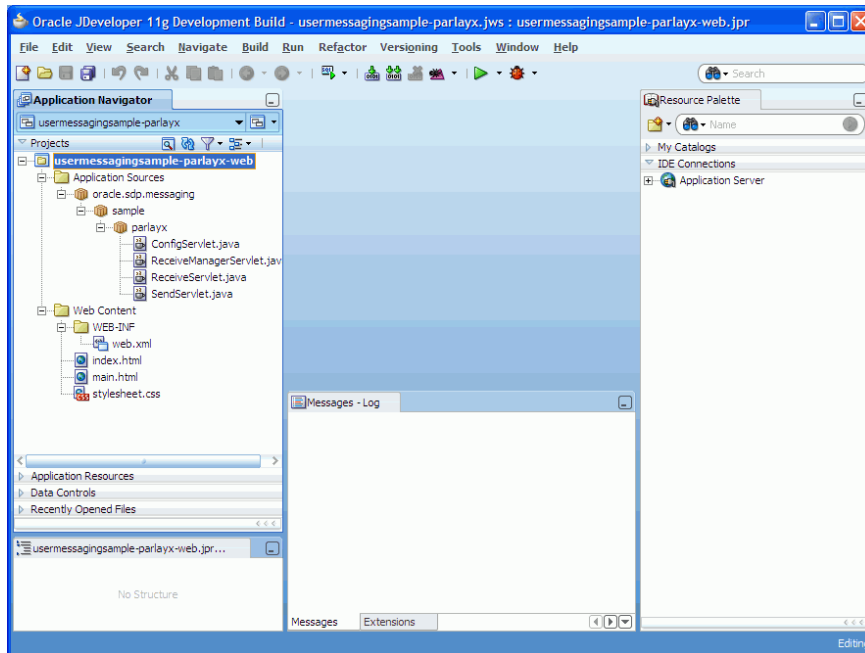 Oracle JDeveloper 11g Development Build - usermessagingsample-parlayx.jws : usermessagingsample-parlayx-web.jpr
File Edit View Search Navigate Build Run Refactor Versioning Tools Window Help
Search
Application Navigator
usermessagingsample-parlayx
Projects
usermessagingsample-parlayx-web
Application Sources
oracle.sdp.messaging
sample
parlayx
ConfigServlet.java
ReceiveManagerServlet.jav
ReceiveServlet.java
SendServlet.java
Web Content
WEB-INF
web.xml
index.html
main.html
stylesheet.css
Application Resources
Data Controls
Recently Opened Files
usermessagingsample-parlayx-web.jpr...
No Structure
Messages - Log
Messages Extensions
Resource Palette
Name
My Catalogs
IDE Connections
Application Server
Editing